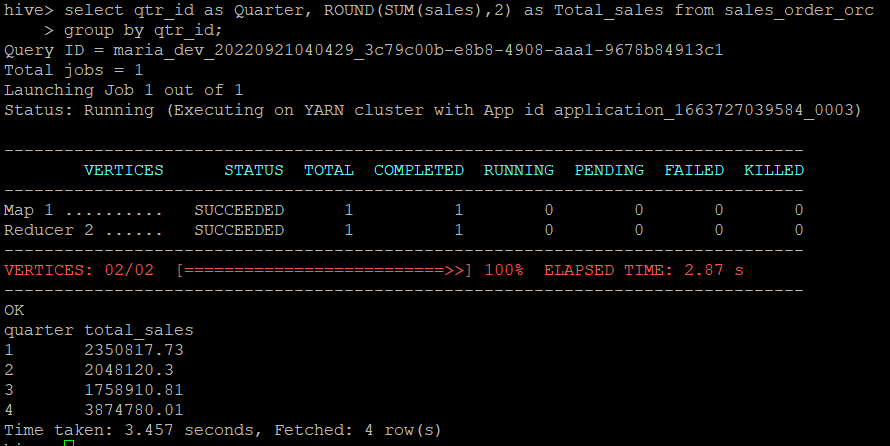 hive> select qtr_id as Quarter, ROUND(SUM(sales),2) as Total_sales from sales_order_orc
    > group by qtr_id;
Query ID = maria_dev_20220921040429_3c79c00b-e8b8-4908-aaa1-9678b84913c1
Total jobs = 1
Launching Job 1 out of 1
Status: Running (Executing on YARN cluster with App id application_1663727039584_0003)
--------------------------------------------------------------------------------
        VERTICES      STATUS  TOTAL  COMPLETED  RUNNING  PENDING  FAILED  KILLED
--------------------------------------------------------------------------------
Map 1 ..........   SUCCEEDED      1          1        0        0       0       0
Reducer 2 ......   SUCCEEDED      1          1        0        0       0       0
--------------------------------------------------------------------------------
VERTICES: 02/02  [==========================>>] 100%  ELAPSED TIME: 2.87 s
--------------------------------------------------------------------------------
OK
quarter total_sales
1       2350817.73
2       2048120.3
3       1758910.81
4       3874780.01
Time taken: 3.457 seconds, Fetched: 4 row(s)